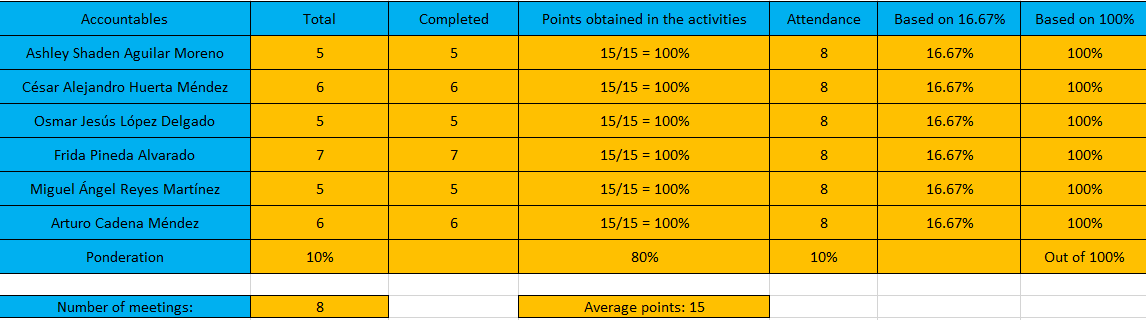 Accountables Total Completed Points obtained in the activities Attendance Based on 16.67% Based on 100%
Ashley Shaden Aguilar Moreno 5 5 15/15 = 100% 8 16.67% 100%
César Alejandro Huerta Méndez 6 6 15/15 = 100% 8 16.67% 100%
Osmar Jesús López Delgado 5 5 15/15 = 100% 8 16.67% 100%
Frida Pineda Alvarado 7 7 15/15 = 100% 8 16.67% 100%
Miguel Ángel Reyes Martínez 5 5 15/15 = 100% 8 16.67% 100%
Arturo Cadena Méndez 6 6 15/15 = 100% 8 16.67% 100%
Ponderation 10% 80% 10% Out of 100%
Number of meetings: 8 Average points: 15